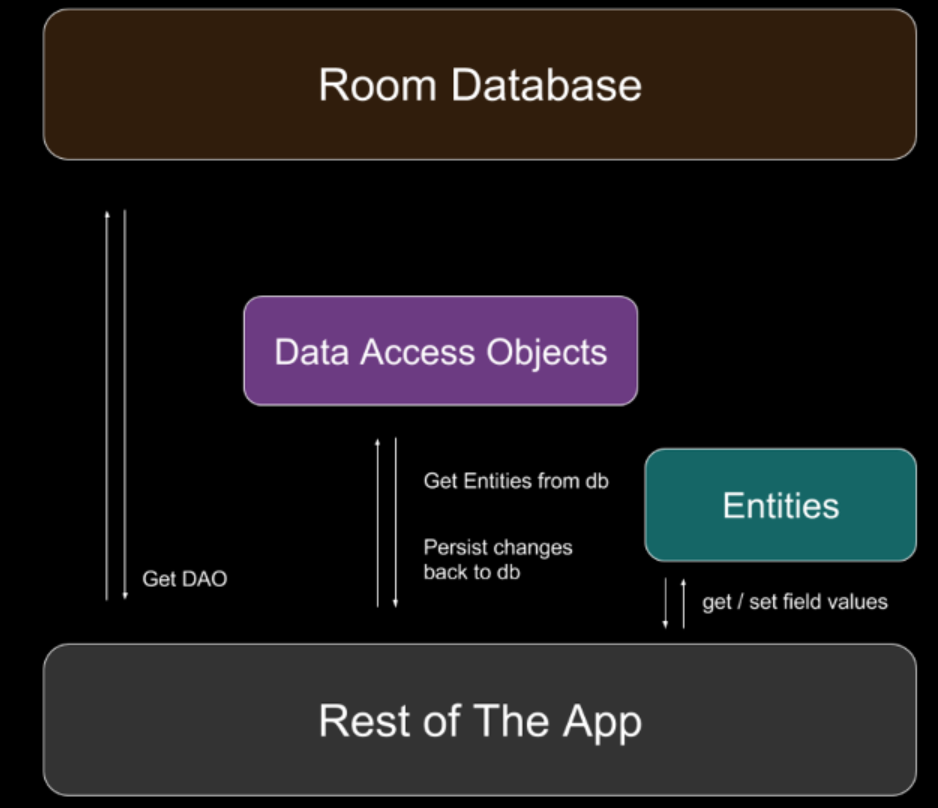 Room Database
Data Access Objects
Get Entities from db
Entities
Persist changes
back to db
Get DAO
get / set field values
Rest of The App